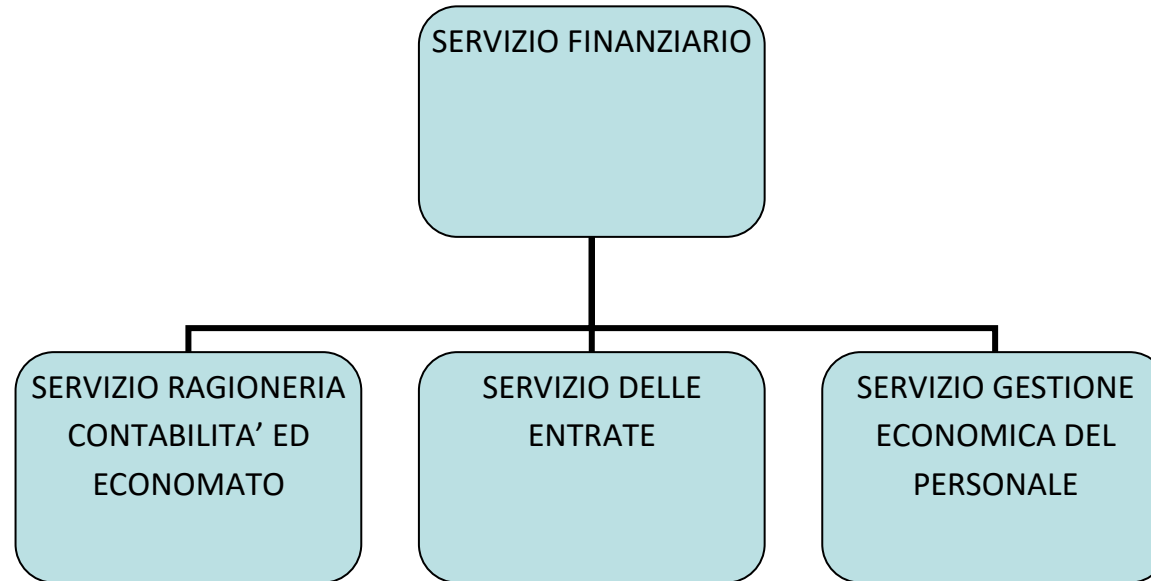 SERVIZIO FINANZIARIO
SERVIZIO RAGIONERIA
CONTABILITA’ ED
ECONOMATO
SERVIZIO DELLE
ENTRATE
SERVIZIO GESTIONE
ECONOMICA DEL
PERSONALE